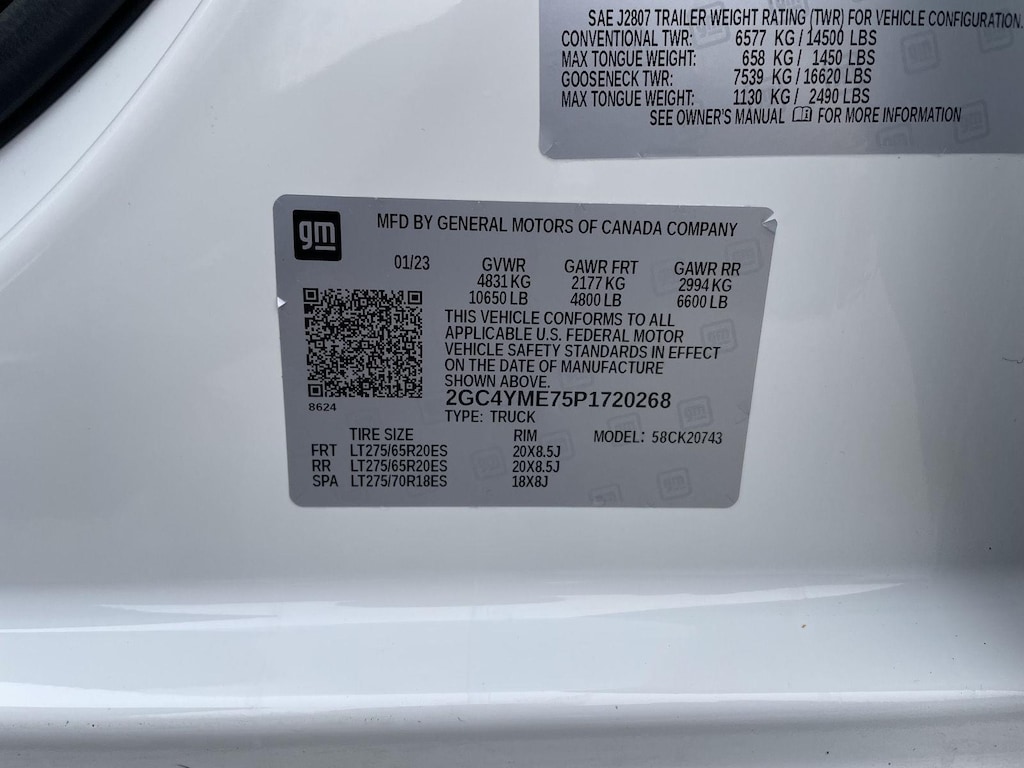 SAE J2807 TRAILER WEIGHT RATING (TWR) FOR VEHICLE CONFIGURATION.
CONVENTIONAL TWR: 6577 KG / 14500 LBS
MAX TONGUE WEIGHT: 658 KG / 1450 LBS
GOOSENECK TWR: 7539 KG / 16620 LBS
MAX TONGUE WEIGHT: 1130 KG / 2490 LBS
SEE OWNER'S MANUAL FOR MORE INFORMATION
gm
MFD BY GENERAL MOTORS OF CANADA COMPANY
01/23 GVWR GAWR FRT GAWR RR
4831 KG 2177 KG 2994 KG
10650 LB 4800 LB 6600 LB
THIS VEHICLE CONFORMS TO ALL
APPLICABLE U.S. FEDERAL MOTOR
VEHICLE SAFETY STANDARDS IN EFFECT
ON THE DATE OF MANUFACTURE
SHOWN ABOVE.
8624
2GC4YME75P1720268
TYPE: TRUCK
TIRE SIZE RIM MODEL: 58CK20743
FRT LT275/65R20ES 20X8.5J
RR LT275/65R20ES 20X8.5J
SPA LT275/70R18ES 18X8J